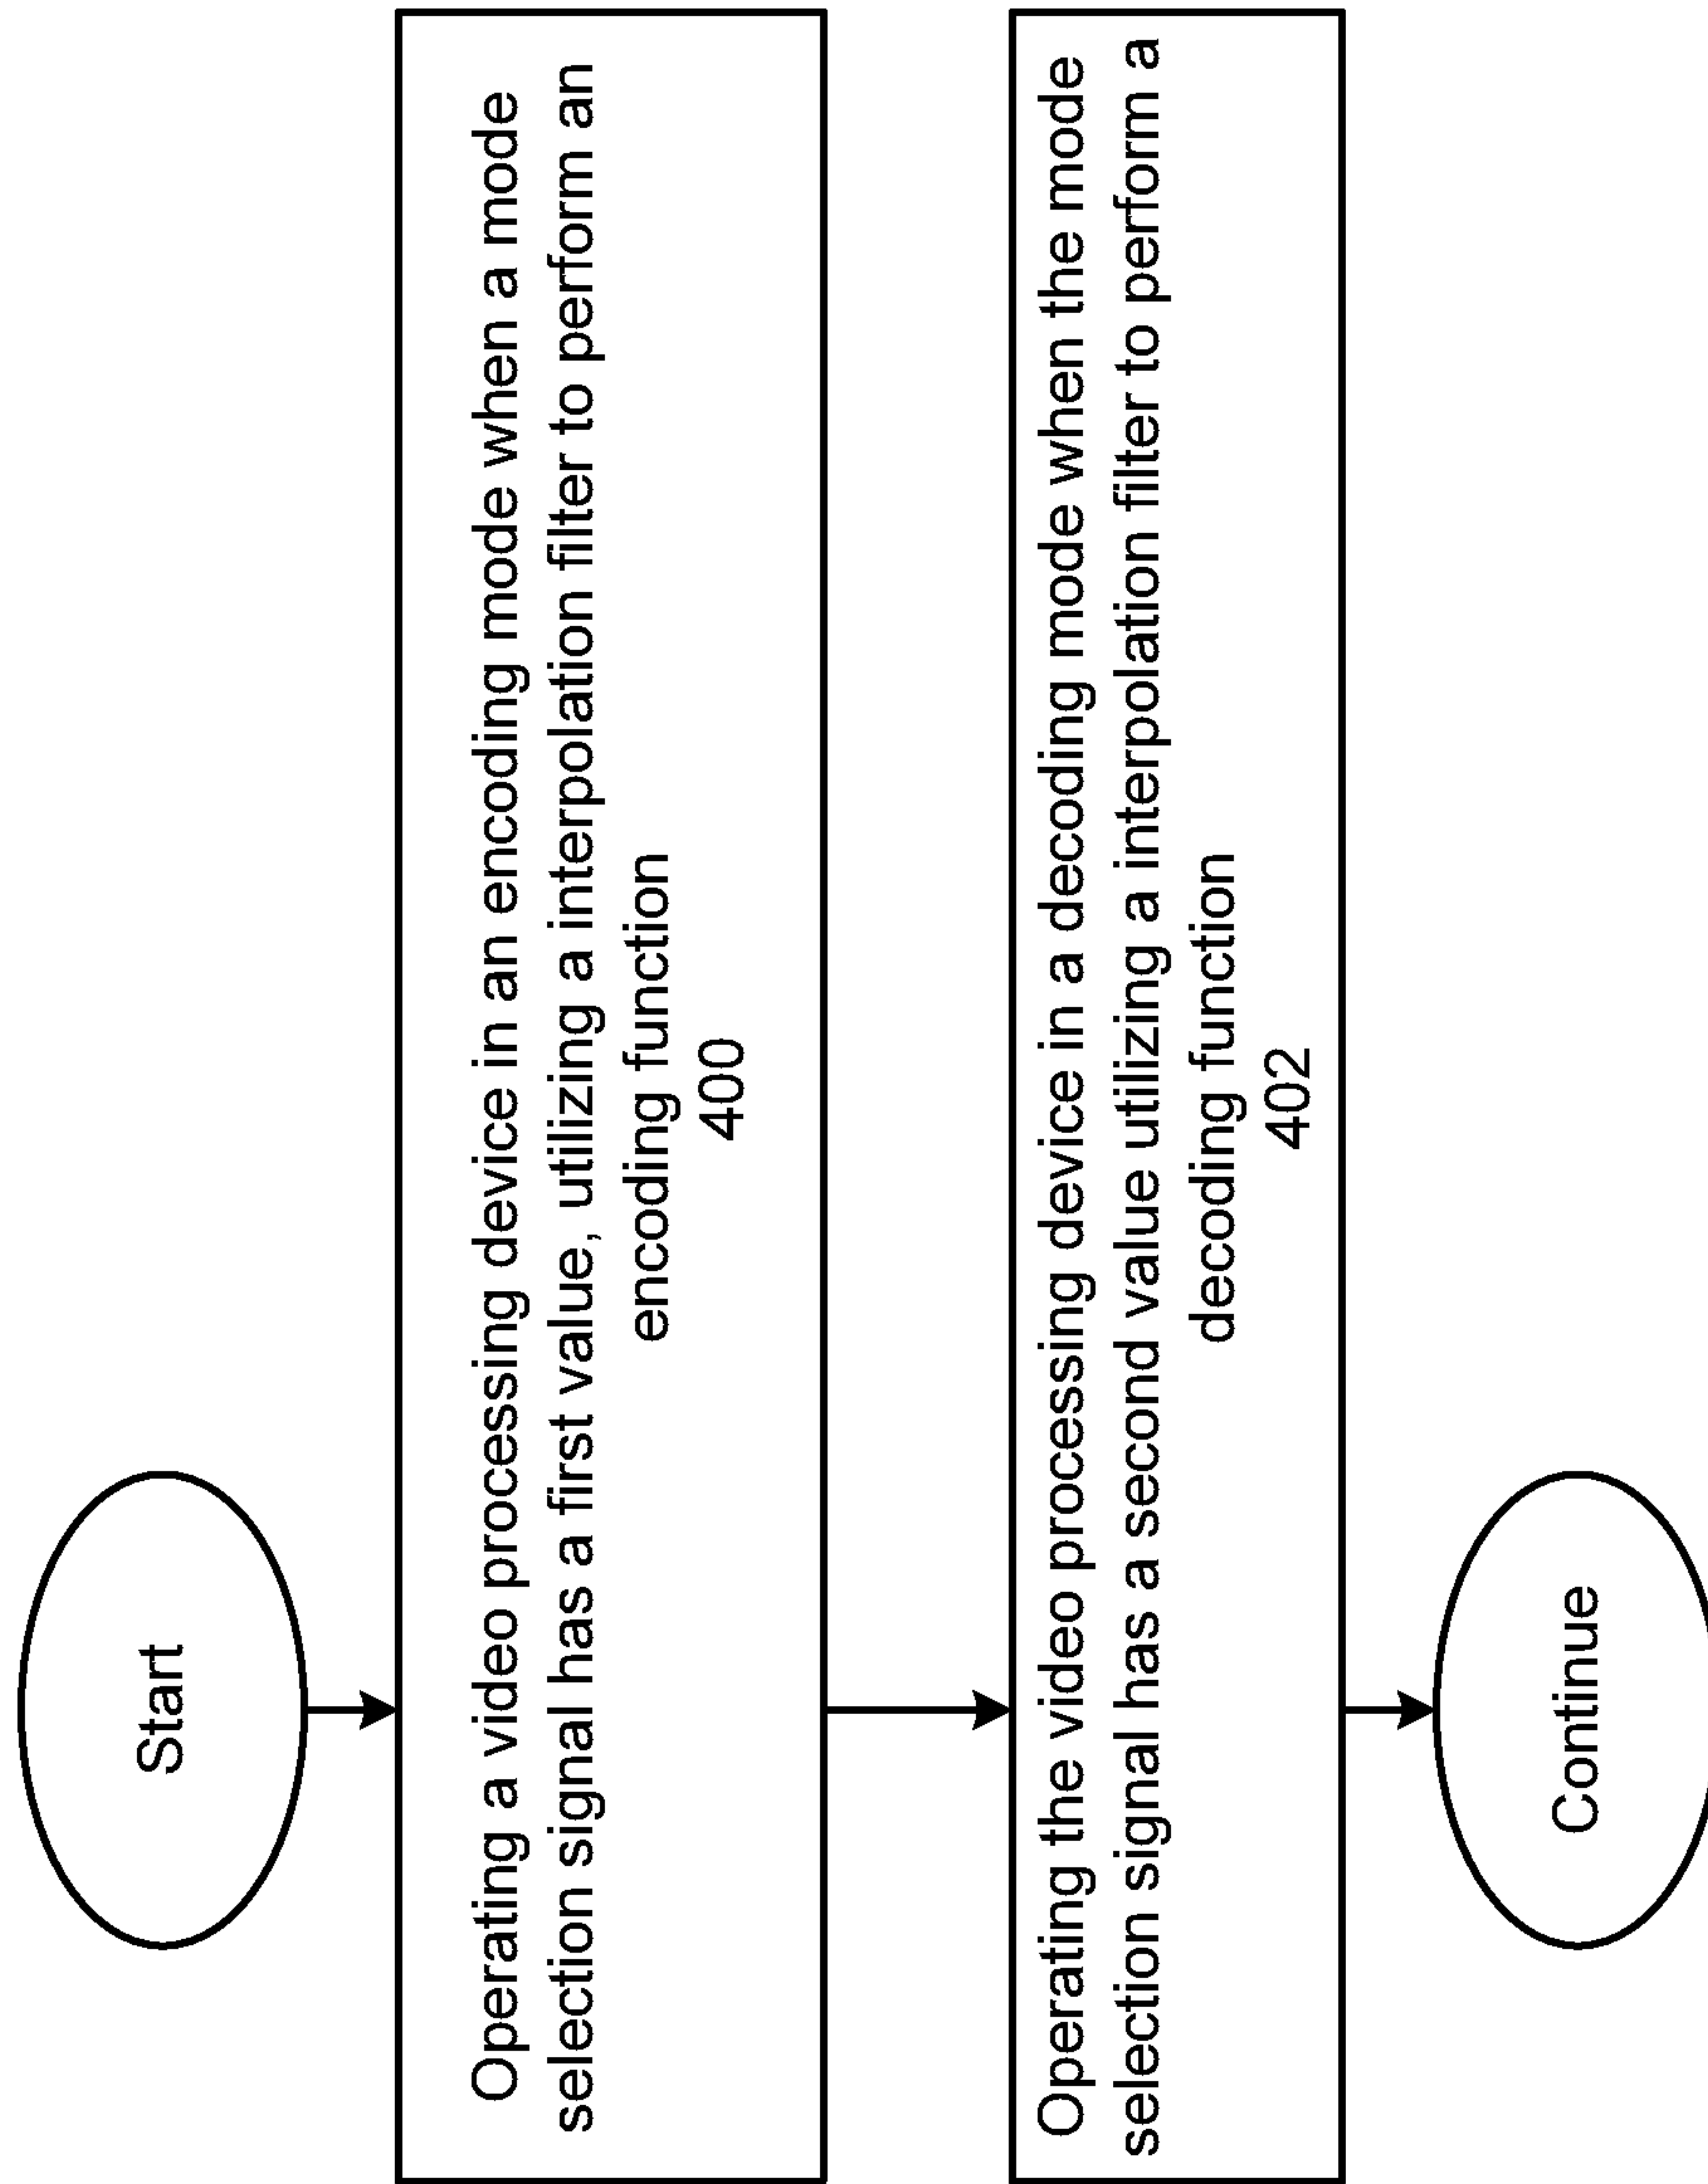 Start
Operating a video processing device in an encoding mode when a mode
selection signal has a first value, utilizing a interpolation filter to perform an
encoding function
400
Operating the video processing device in a decoding mode when the mode
selection signal has a second value utilizing a interpolation filter to perform a
decoding function
402
Continue